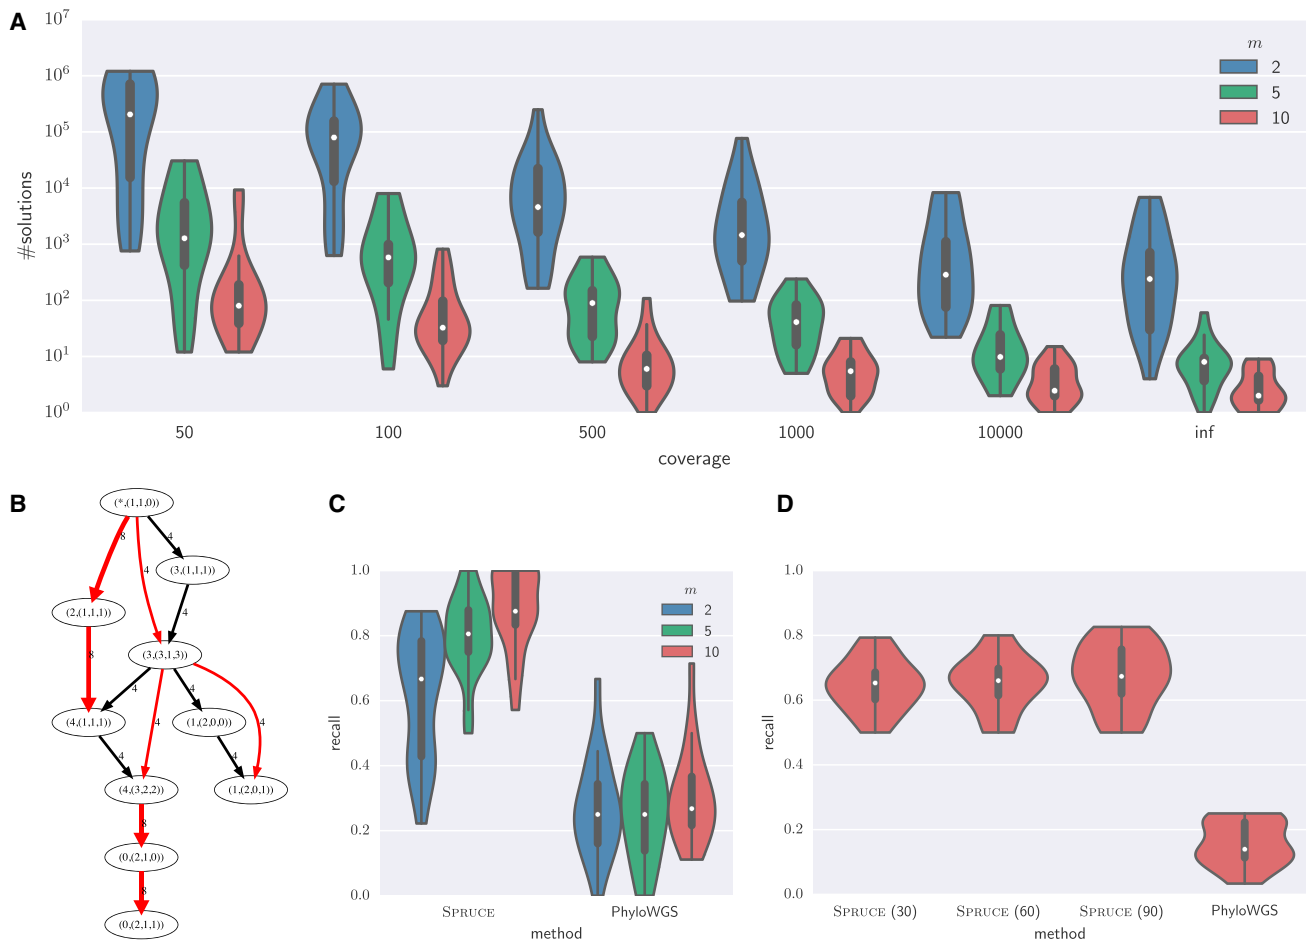 A
10^7
10^6
10^5
10^4
10^3
10^2
10^1
10^0
#solutions
m
2
5
10
50
100
500
1000
10000
inf
coverage
B
(*,(1,1,0))
8
4
4
(3,(1,1,1))
(2,(1,1,1))
4
8
(3,(3,1,3))
4
4
4
4
(4,(1,1,1))
(1,(2,0,0))
4
4
(4,(3,2,2))
(1,(2,0,1))
8
(0,(2,1,0))
8
(0,(2,1,1))
C
1.0
0.8
0.6
0.4
0.2
0.0
recall
m
2
5
10
SPRUCE
PhyloWGS
method
D
1.0
0.8
0.6
0.4
0.2
0.0
recall
SPRUCE (30)
SPRUCE (60)
SPRUCE (90)
PhyloWGS
method